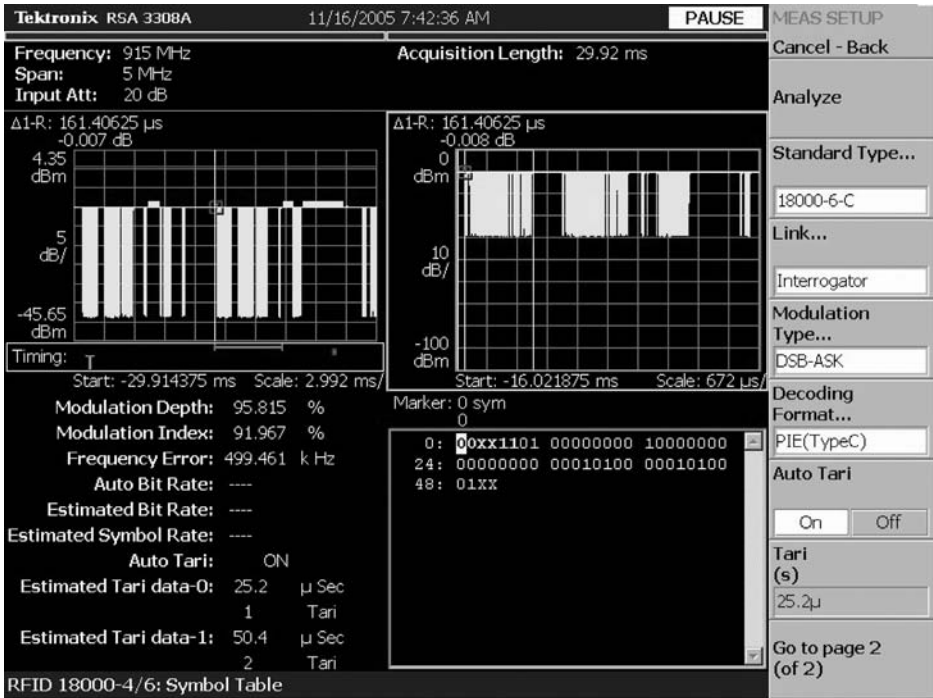 Tektronix RSA 3308A 11/16/2005 7:42:36 AM PAUSE
Frequency: 915 MHz
Span: 5 MHz
Input Att: 20 dB
Acquisition Length: 29.92 ms
Δ1-R: 161.40625 µs
-0.007 dB
4.35
dBm
5
dB/
-45.65
dBm
Timing: T
Start: -29.914375 ms Scale: 2.992 ms/
Δ1-R: 161.40625 µs
-0.008 dB
0
dBm
10
dB/
-100
dBm
Start: -16.021875 ms Scale: 672 µs/
Modulation Depth: 95.815 %
Modulation Index: 91.967 %
Frequency Error: 499.461 k Hz
Auto Bit Rate: ----
Estimated Bit Rate: ----
Estimated Symbol Rate: ----
Auto Tari: ON
Estimated Tari data-0: 25.2 µ Sec
1 Tari
Estimated Tari data-1: 50.4 µ Sec
2 Tari
Marker: 0 sym
0
0: 00XX1101 00000000 10000000
24: 00000000 00010100 00010100
48: 01XX
RFID 18000-4/6: Symbol Table
MEAS SETUP
Cancel - Back
Analyze
Standard Type...
18000-6-C
Link...
Interrogator
Modulation
Type...
DSB-ASK
Decoding
Format...
PIE(TypeC)
Auto Tari
On Off
Tari
(s)
25.2µ
Go to page 2
(of 2)